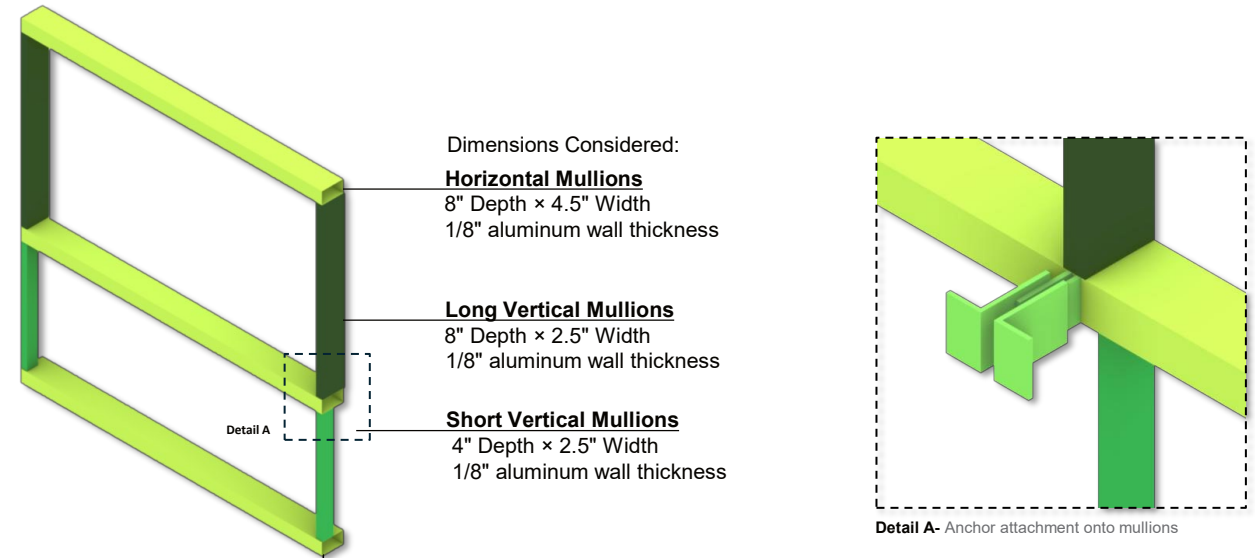 Dimensions Considered:
Horizontal Mullions
8" Depth × 4.5" Width
1/8" aluminum wall thickness
Long Vertical Mullions
8" Depth × 2.5" Width
1/8" aluminum wall thickness
Short Vertical Mullions
4" Depth × 2.5" Width
1/8" aluminum wall thickness
Detail A
Detail A- Anchor attachment onto mullions